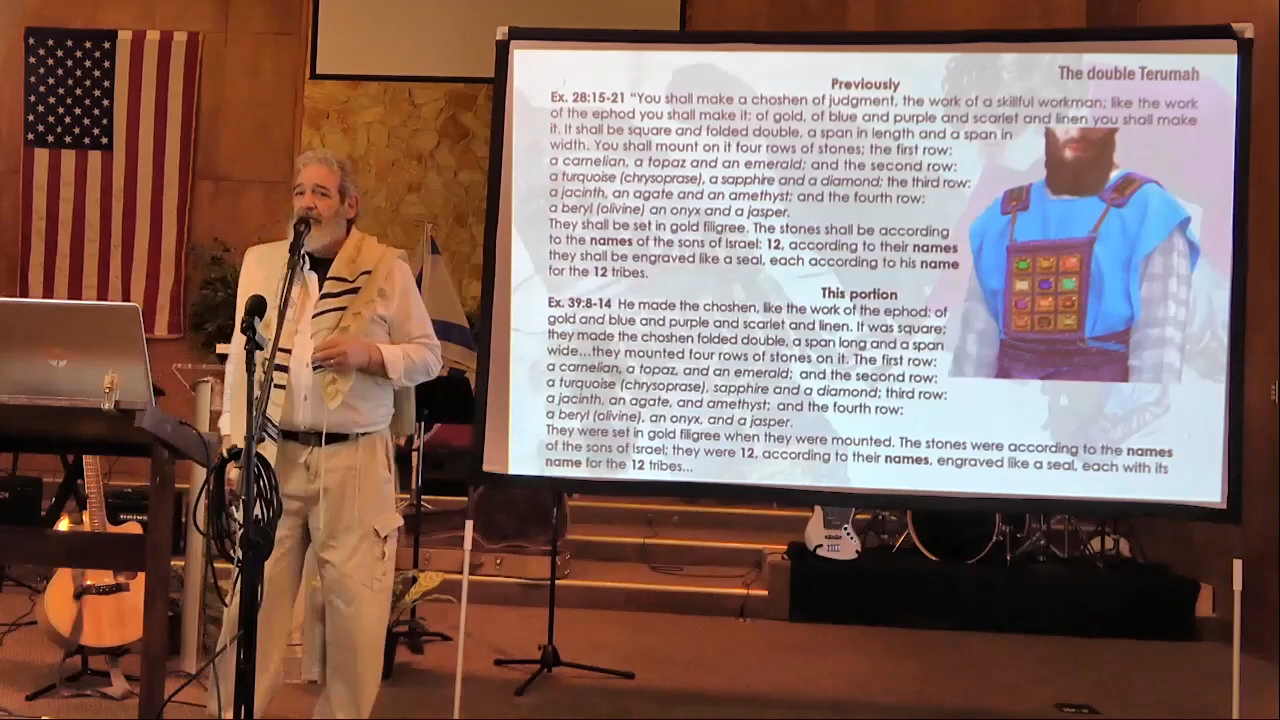 The double Terumah
Previously
Ex. 28:15-21 "You shall make a choshen of judgment, the work of a skillful workman; like the work
of the ephod you shall make it: of gold, of blue and purple and scarlet and linen you shall make
it. It shall be square and folded double, a span in length and a span in
width. You shall mount on it four rows of stones; the first row:
a carnelian, a topaz and an emerald; and the second row:
a turquoise (chrysoprase), a sapphire and a diamond; the third row:
a jacinth, an agate and an amethyst; and the fourth row:
a beryl (olivine) an onyx and a jasper.
They shall be set in gold filigree. The stones shall be according
to the names of the sons of Israel: 12, according to their names
they shall be engraved like a seal, each according to his name
for the 12 tribes.
This portion
Ex. 39:8-14 He made the choshen, like the work of the ephod: of
gold and blue and purple and scarlet and linen. It was square;
they made the choshen folded double, a span long and a span
wide...they mounted four rows of stones on it. The first row:
a carnelian, a topaz, and an emerald; and the second row:
a turquoise (chrysoprase), sapphire and a diamond; third row:
a jacinth, an agate, and amethyst; and the fourth row:
a beryl (olivine), an onyx, and a jasper.
They were set in gold filigree when they were mounted. The stones were according to the names
of the sons of Israel; they were 12, according to their names, engraved like a seal, each with its
name for the 12 tribes...